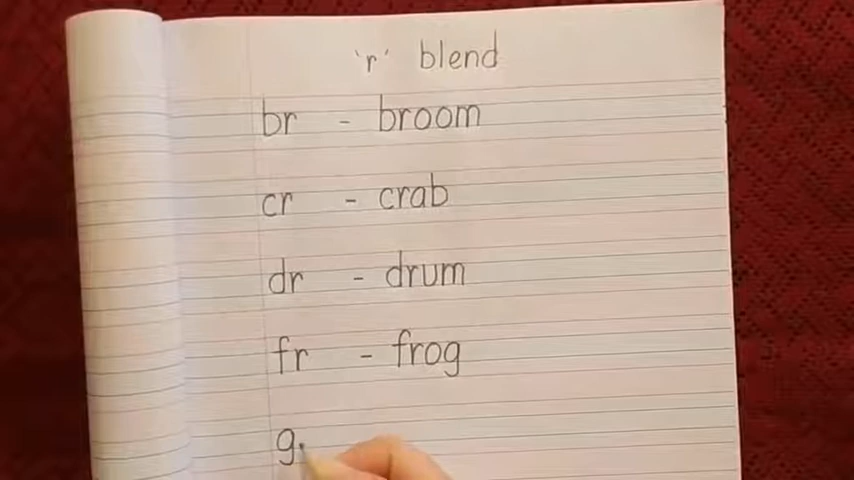 'r' blend
br - broom
cr - crab
dr - drum
fr - frog
g